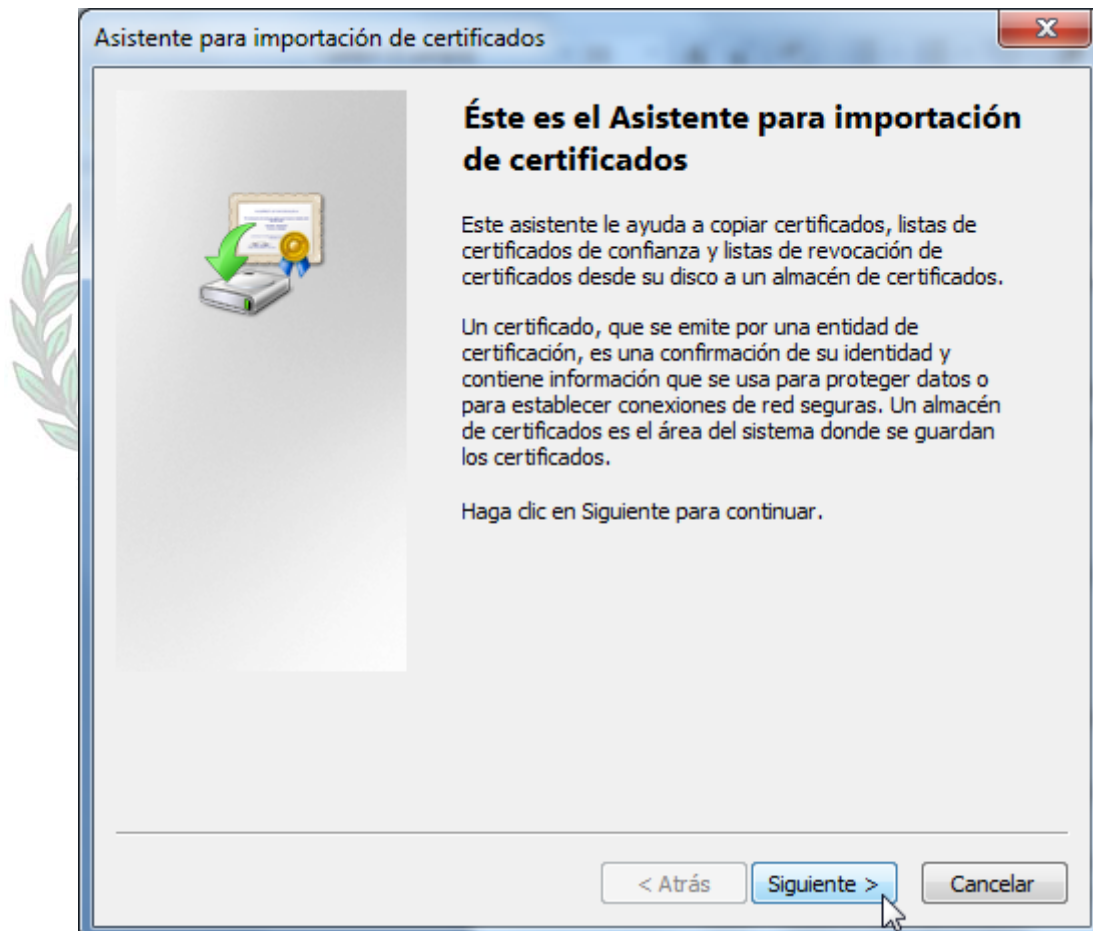 Asistente para importación de certificados
Éste es el Asistente para importación
de certificados
Este asistente le ayuda a copiar certificados, listas de
certificados de confianza y listas de revocación de
certificados desde su disco a un almacén de certificados.
Un certificado, que se emite por una entidad de
certificación, es una confirmación de su identidad y
contiene información que se usa para proteger datos o
para establecer conexiones de red seguras. Un almacén
de certificados es el área del sistema donde se guardan
los certificados.
Haga clic en Siguiente para continuar.
< Atrás
Siguiente >
Cancelar